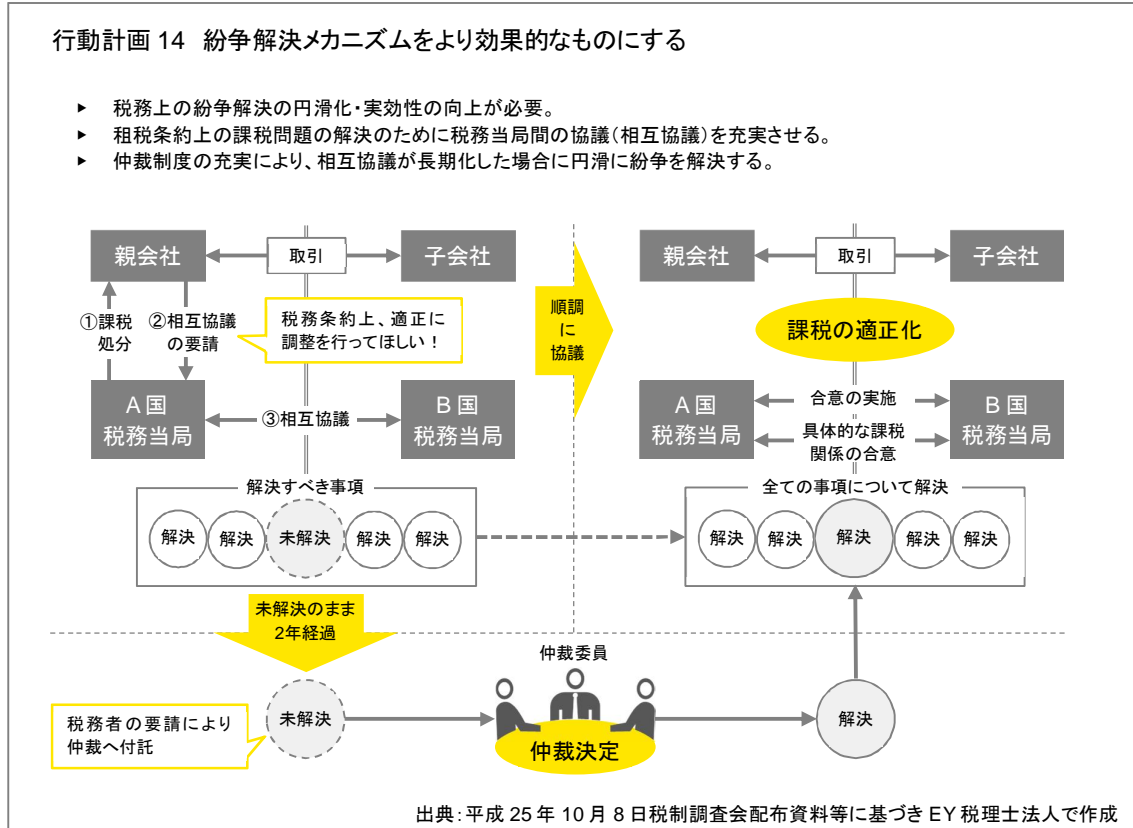 行動計画 14 紛争解決メカニズムをより効果的なものにする
▶ 税務上の紛争解決の円滑化・実効性の向上が必要。
▶ 租税条約上の課税問題の解決のために税務当局間の協議（相互協議）を充実させる。
▶ 仲裁制度の充実により、相互協議が長期化した場合に円滑に紛争を解決する。
親会社
取引
子会社
①課税
処分
②相互協議
の要請
税務条約上、適正に
調整を行ってほしい！
A 国
税務当局
③相互協議
B 国
税務当局
解決すべき事項
解決
解決
未解決
解決
解決
順調
に
協議
親会社
取引
子会社
課税の適正化
A 国
税務当局
合意の実施
具体的な課税
関係の合意
B 国
税務当局
全ての事項について解決
解決
解決
解決
解決
解決
未解決のまま
2年経過
税務者の要請により
仲裁へ付託
未解決
仲裁委員
仲裁決定
解決
出典：平成 25 年 10 月 8 日税制調査会配布資料等に基づき EY 税理士法人で作成